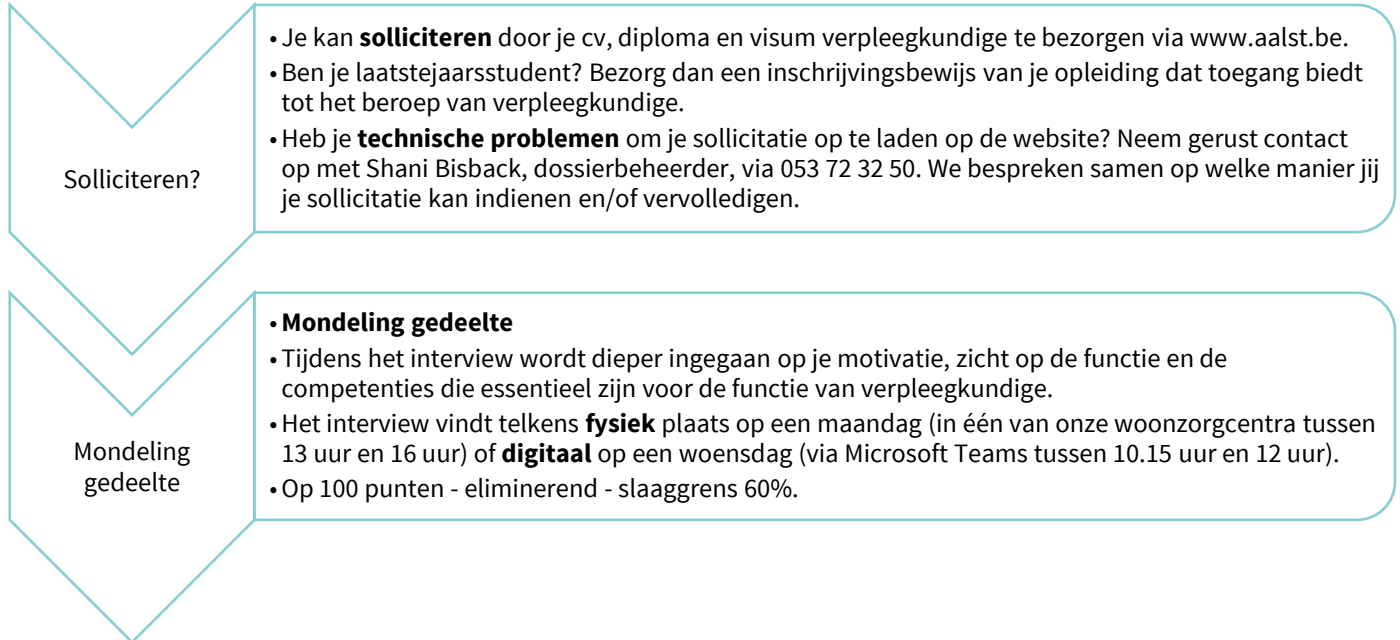 Solliciteren?
• Je kan solliciteren door je cv, diploma en visum verpleegkundige te bezorgen via www.aalst.be.
• Ben je laatstejaarsstudent? Bezorg dan een inschrijvingsbewijs van je opleiding dat toegang biedt
tot het beroep van verpleegkundige.
• Heb je technische problemen om je sollicitatie op te laden op de website? Neem gerust contact
op met Shani Bisback, dossierbeheerder, via 053 72 32 50. We bespreken samen op welke manier jij
je sollicitatie kan indienen en/of vervolledigen.
Mondeling
gedeelte
• Mondeling gedeelte
• Tijdens het interview wordt dieper ingegaan op je motivatie, zicht op de functie en de
competenties die essentieel zijn voor de functie van verpleegkundige.
• Het interview vindt telkens fysiek plaats op een maandag (in één van onze woonzorgcentra tussen
13 uur en 16 uur) of digitaal op een woensdag (via Microsoft Teams tussen 10.15 uur en 12 uur).
• Op 100 punten - eliminerend - slaaggrens 60%.